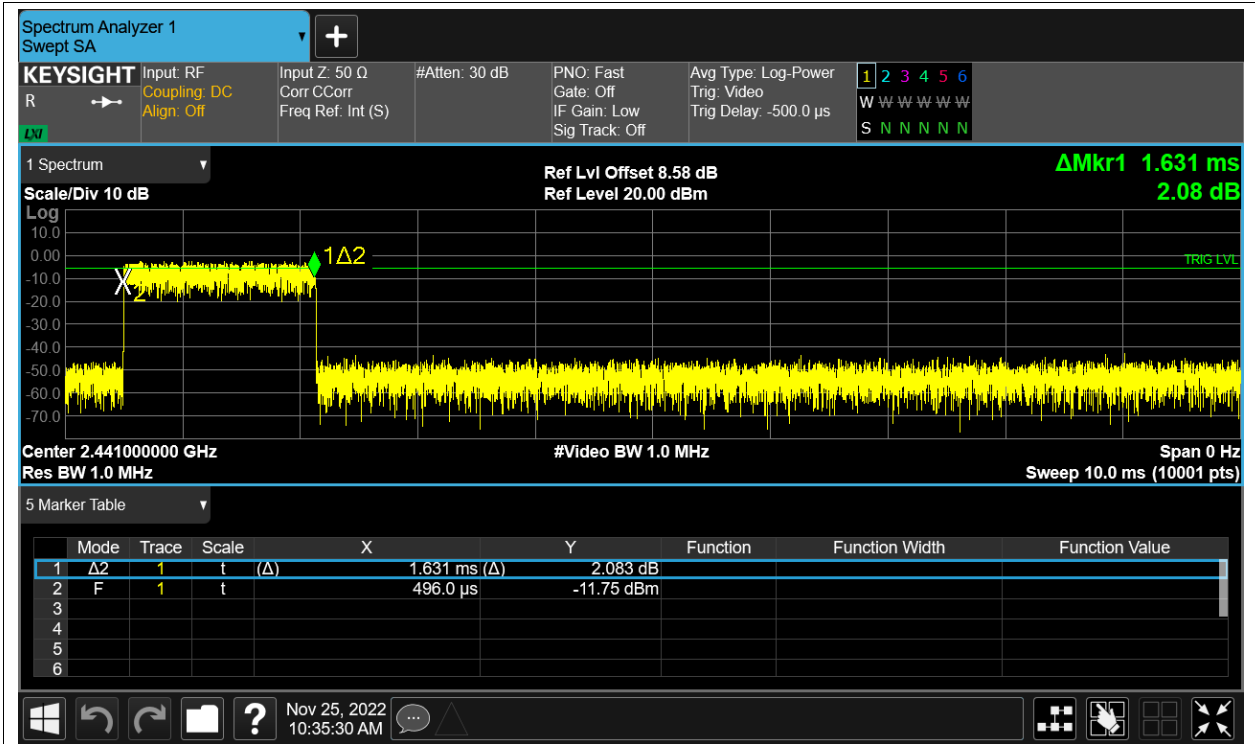 Spectrum Analyzer 1
Swept SA
+
KEYSIGHT Input: RF Input Z: 50 Ω #Atten: 30 dB PNO: Fast Avg Type: Log-Power 1 2 3 4 5 6
R Coupling: DC Corr CCorr Gate: Off Trig: Video W W W W W W
Align: Off Freq Ref: Int (S) IF Gain: Low Trig Delay: -500.0 µs
LXI Sig Track: Off S N N N N N
1 Spectrum Ref Lvl Offset 8.58 dB ΔMkr1 1.631 ms
Scale/Div 10 dB Ref Level 20.00 dBm 2.08 dB
Log
10.0
0.00 1Δ2 TRIG LVL
-10.0
2
-20.0
-30.0
-40.0
-50.0
-60.0
-70.0
Center 2.441000000 GHz #Video BW 1.0 MHz Span 0 Hz
Res BW 1.0 MHz Sweep 10.0 ms (10001 pts)
5 Marker Table
Mode Trace Scale X Y Function Function Width Function Value
1 Δ2 1 t (Δ) 1.631 ms (Δ) 2.083 dB
2 F 1 t 496.0 µs -11.75 dBm
3
4
5
6
? Nov 25, 2022
10:35:30 AM